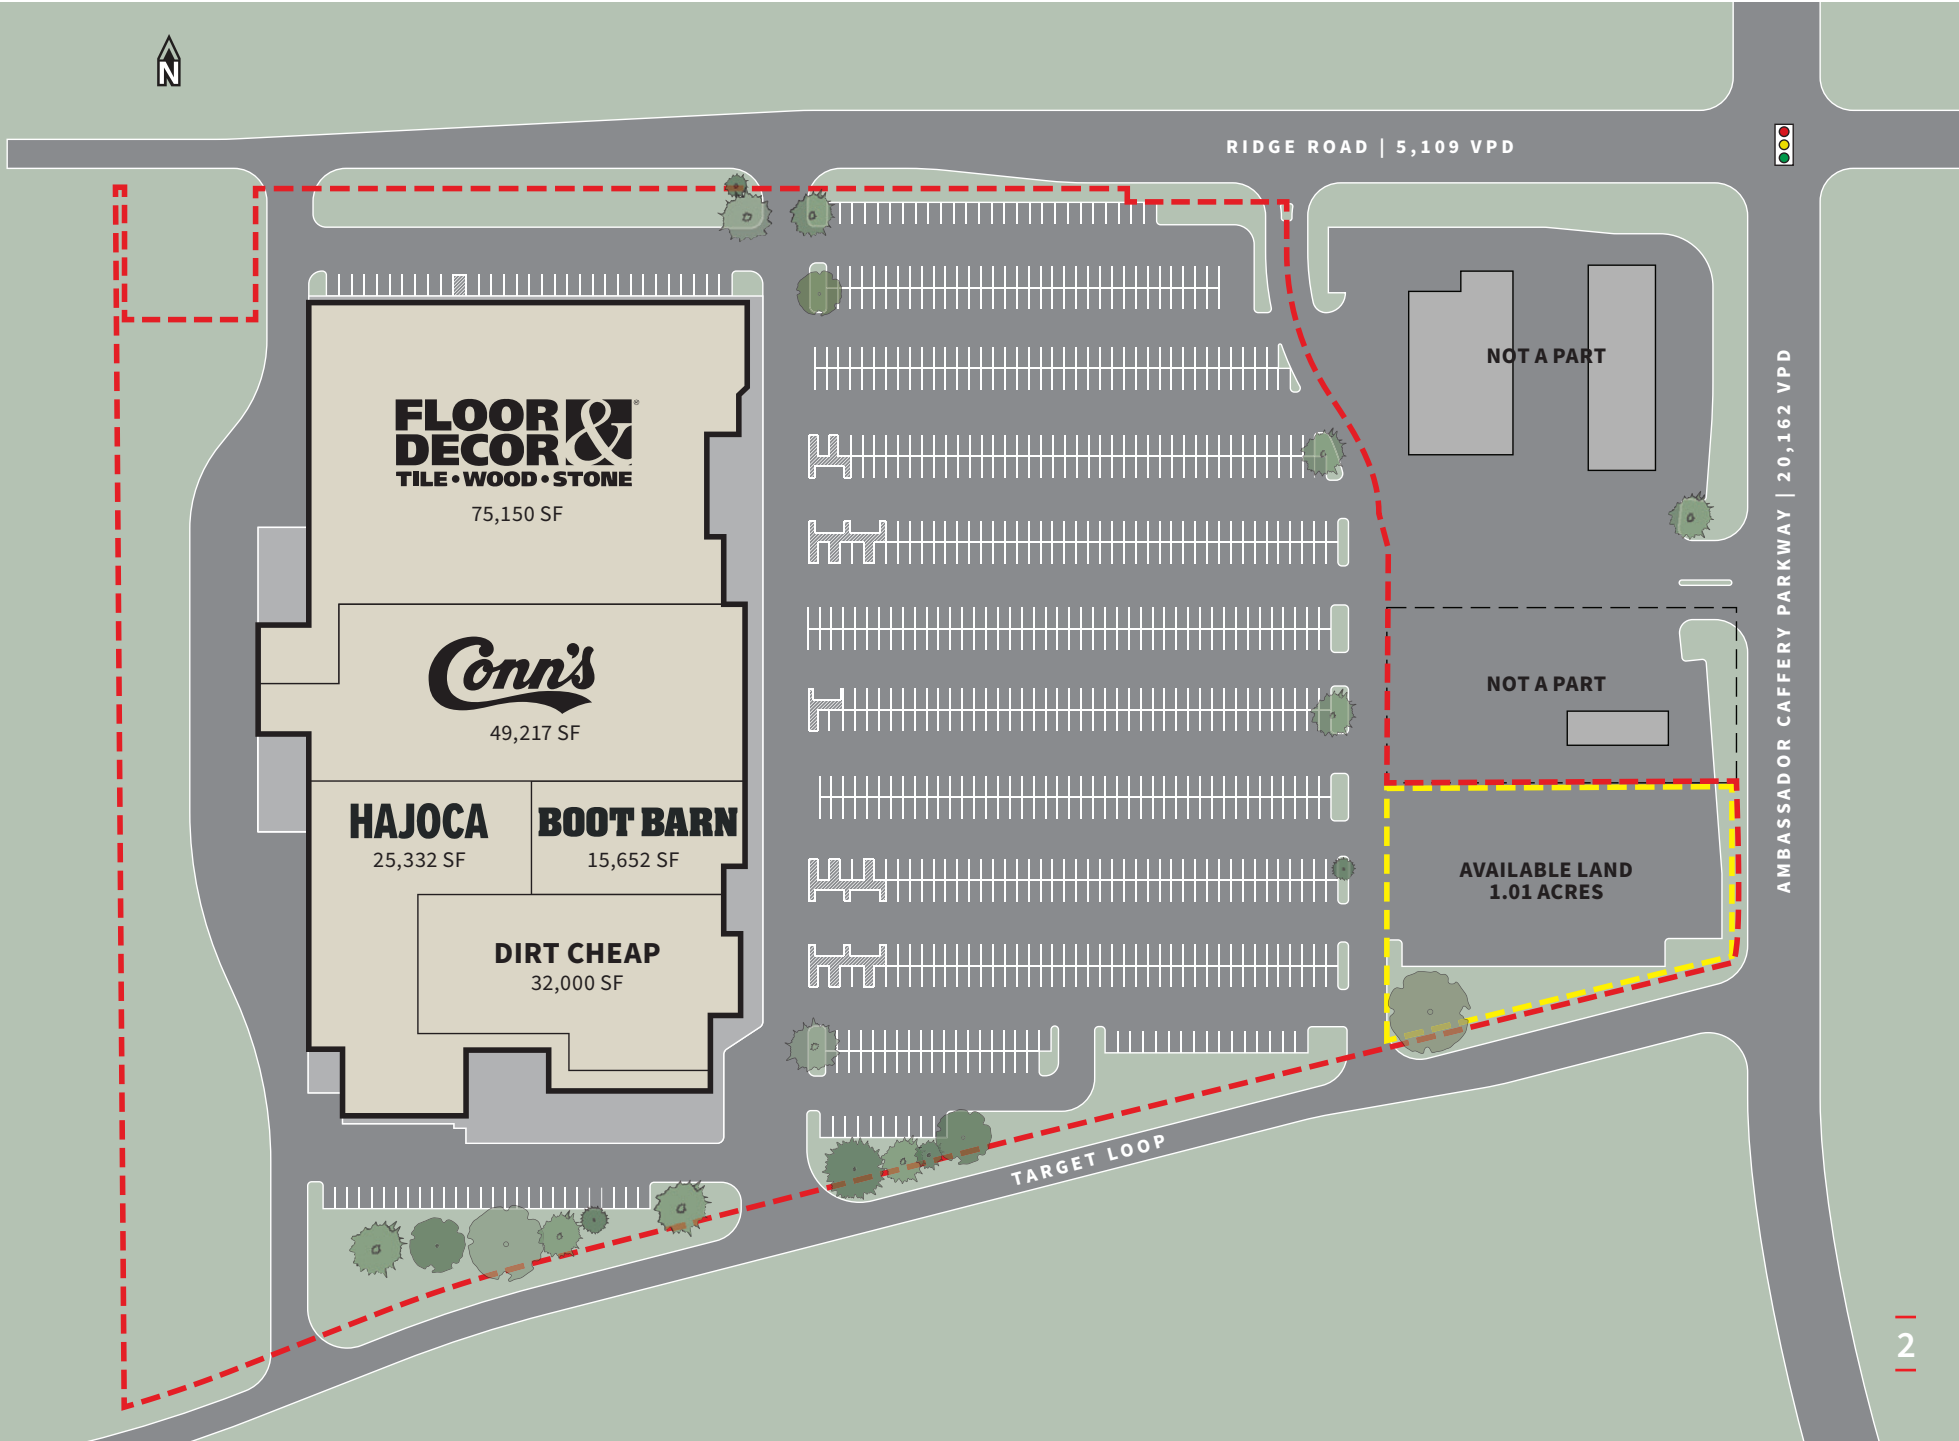 N
RIDGE ROAD | 5,109 VPD
NOT A PART
FLOOR &
DECOR
TILE • WOOD • STONE
75,150 SF
AMBASSADOR CAFFERY PARKWAY | 20,162 VPD
Conn's
49,217 SF
NOT A PART
HAJOCA
25,332 SF
BOOT BARN
15,652 SF
AVAILABLE LAND
1.01 ACRES
DIRT CHEAP
32,000 SF
TARGET LOOP
2